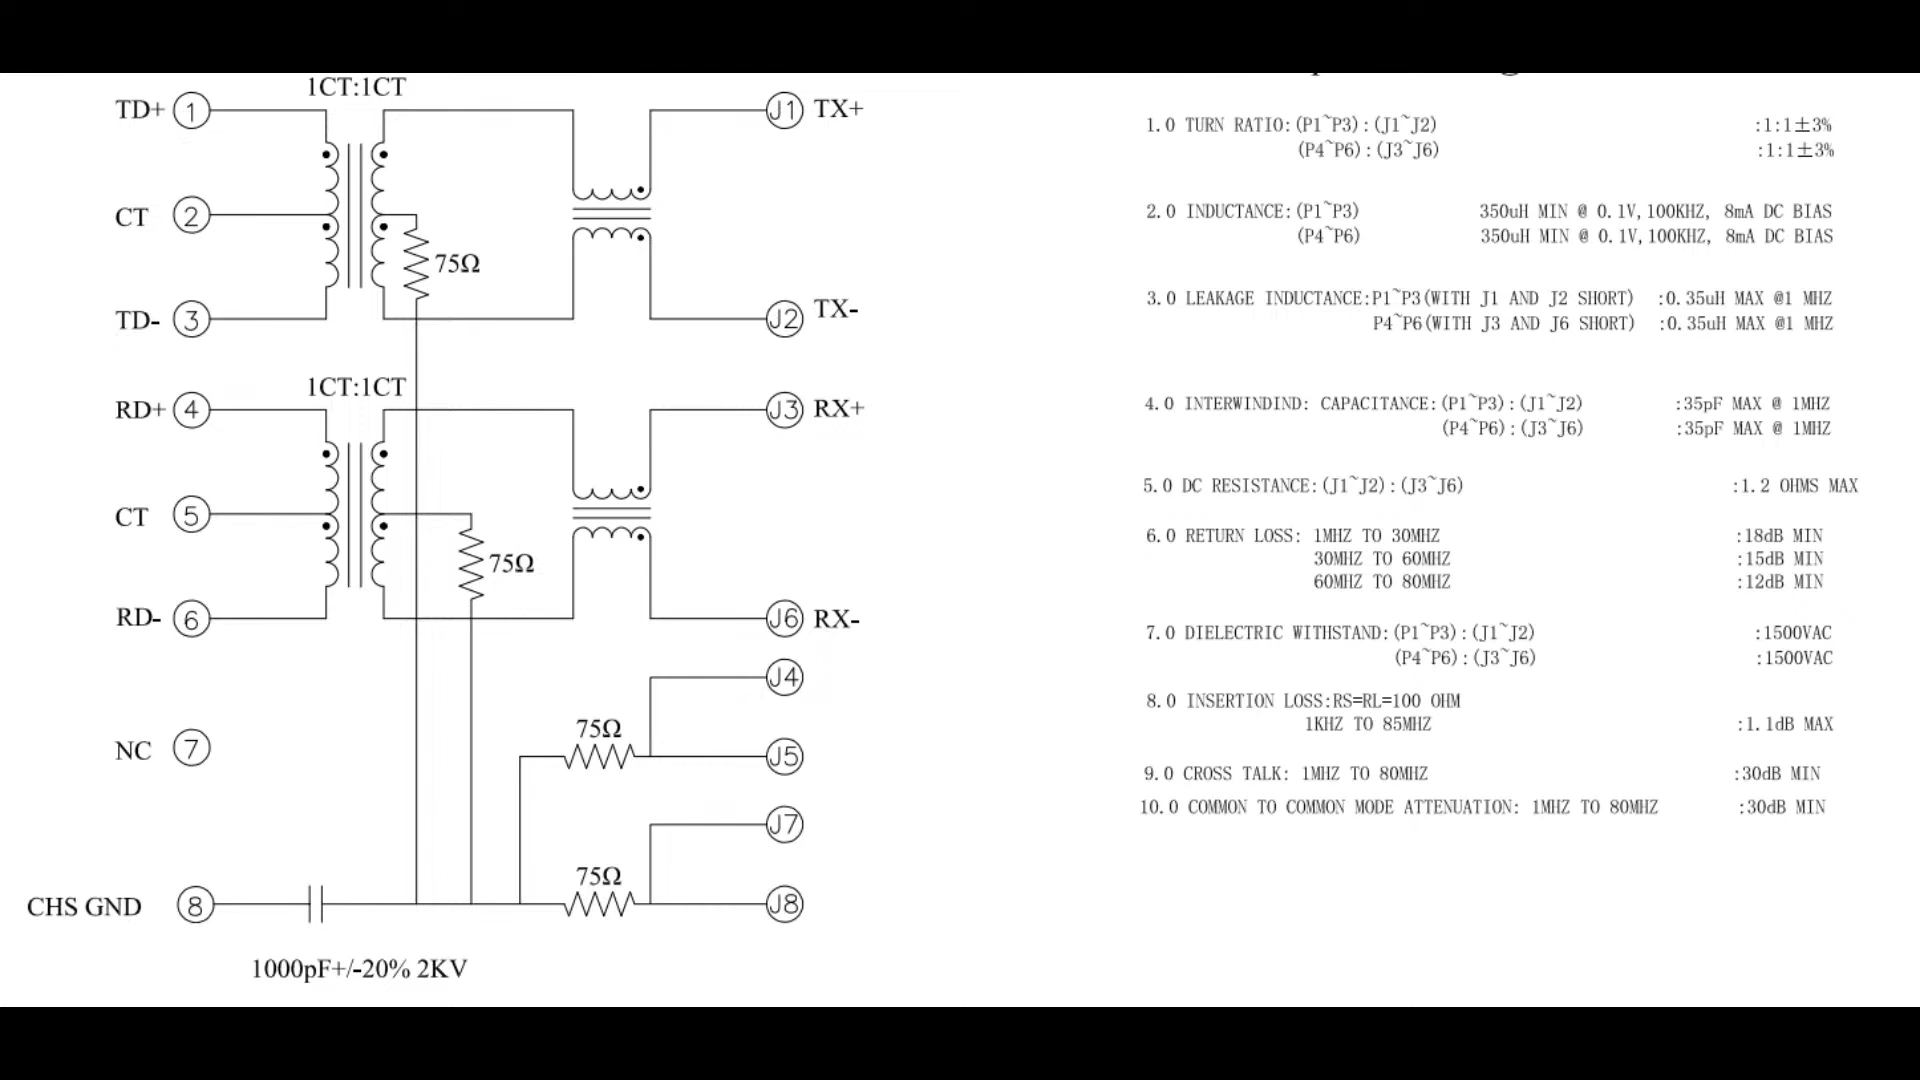 1CT:1CT
TD+ 1
J1 TX+
CT 2
75Ω
TD- 3
J2 TX-
1CT:1CT
RD+ 4
J3 RX+
CT 5
75Ω
RD- 6
J6 RX-
J4
75Ω
J5
NC 7
J7
75Ω
CHS GND 8
J8
1000pF+/-20% 2KV
1.0 TURN RATIO:(P1~P3):(J1~J2) :1:1±3%
(P4~P6):(J3~J6) :1:1±3%
2.0 INDUCTANCE:(P1~P3) 350uH MIN @ 0.1V,100KHZ, 8mA DC BIAS
(P4~P6) 350uH MIN @ 0.1V,100KHZ, 8mA DC BIAS
3.0 LEAKAGE INDUCTANCE:P1~P3(WITH J1 AND J2 SHORT) :0.35uH MAX @1 MHZ
P4~P6(WITH J3 AND J6 SHORT) :0.35uH MAX @1 MHZ
4.0 INTERWINDIND: CAPACITANCE:(P1~P3):(J1~J2) :35pF MAX @ 1MHZ
(P4~P6):(J3~J6) :35pF MAX @ 1MHZ
5.0 DC RESISTANCE:(J1~J2):(J3~J6) :1.2 OHMS MAX
6.0 RETURN LOSS: 1MHZ TO 30MHZ :18dB MIN
30MHZ TO 60MHZ :15dB MIN
60MHZ TO 80MHZ :12dB MIN
7.0 DIELECTRIC WITHSTAND:(P1~P3):(J1~J2) :1500VAC
(P4~P6):(J3~J6) :1500VAC
8.0 INSERTION LOSS:RS=RL=100 OHM
1KHZ TO 85MHZ :1.1dB MAX
9.0 CROSS TALK: 1MHZ TO 80MHZ :30dB MIN
10.0 COMMON TO COMMON MODE ATTENUATION: 1MHZ TO 80MHZ :30dB MIN